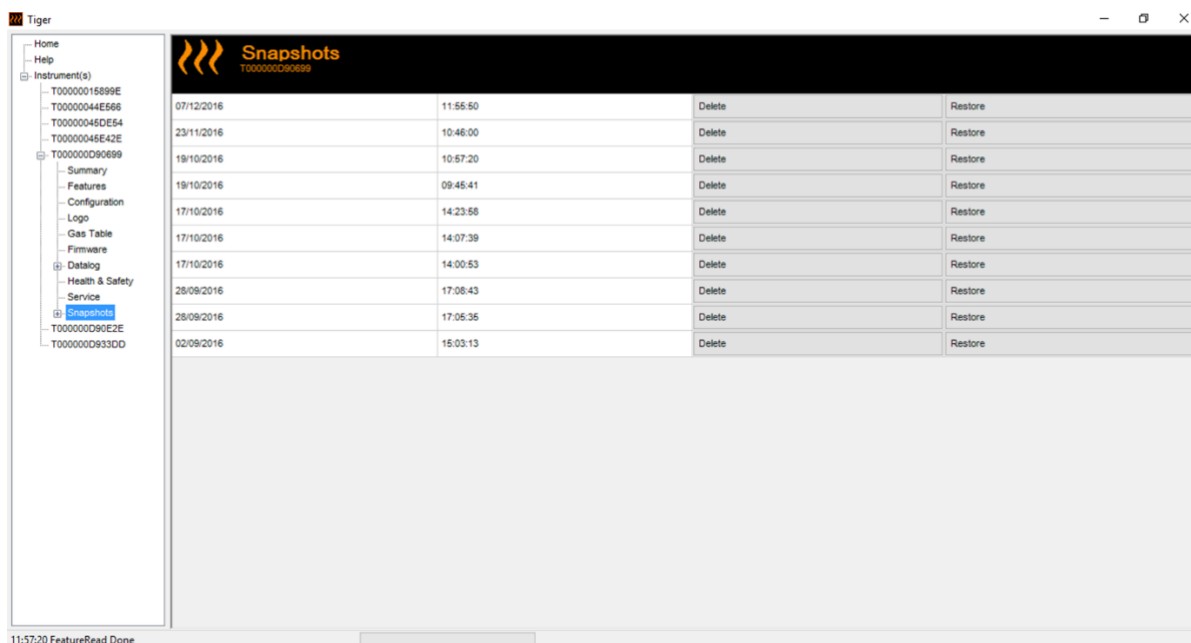 Tiger
Home
Help
Instrument(s)
T00000015899E
T00000044E566
T00000045DE54
T00000045E42E
T000000D90699
Summary
Features
Configuration
Logo
Gas Table
Firmware
Datalog
Health & Safety
Service
Snapshots
T000000D90E2E
T000000D933DD
Snapshots
T000000D90699
07/12/2016 11:55:50 Delete Restore
23/11/2016 10:46:00 Delete Restore
19/10/2016 10:57:20 Delete Restore
19/10/2016 09:45:41 Delete Restore
17/10/2016 14:23:58 Delete Restore
17/10/2016 14:07:39 Delete Restore
17/10/2016 14:00:53 Delete Restore
28/09/2016 17:08:43 Delete Restore
28/09/2016 17:05:35 Delete Restore
02/09/2016 15:03:13 Delete Restore
11:57:20 FeatureRead Done